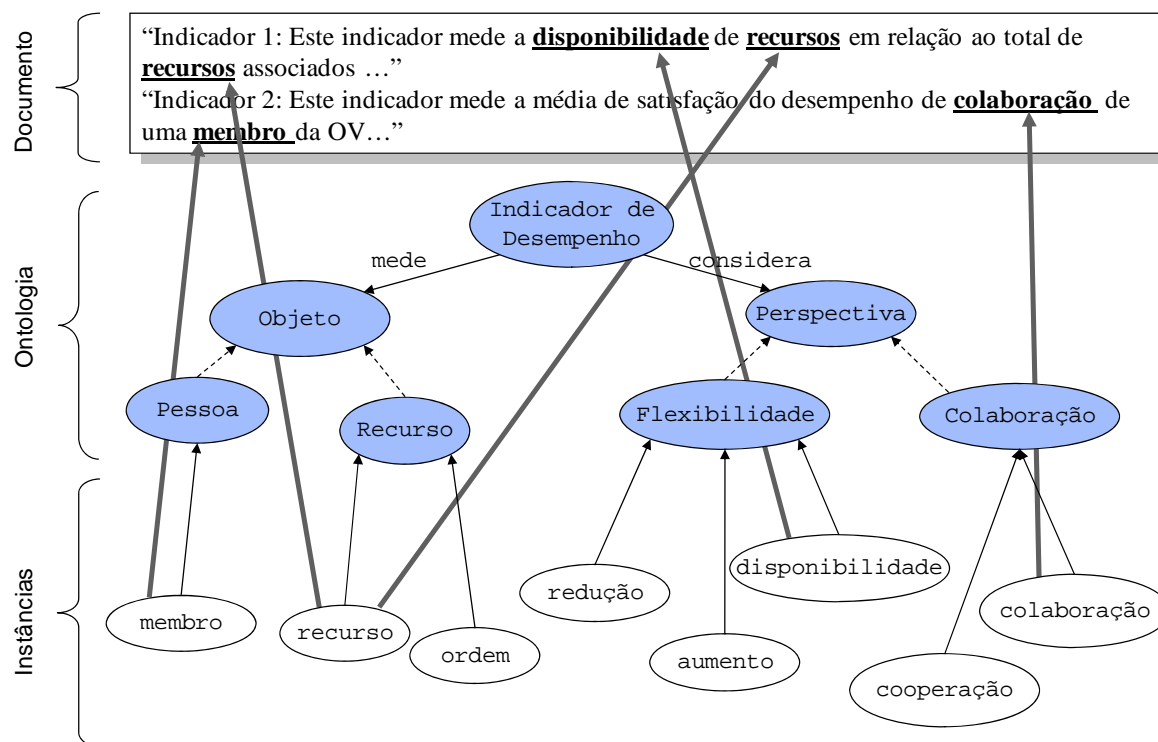 Documento
“Indicador 1: Este indicador mede a disponibilidade de recursos em relação ao total de
recursos associados …”
“Indicador 2: Este indicador mede a média de satisfação do desempenho de colaboração de
uma membro da OV…”
Ontologia
Indicador de
Desempenho
mede
considera
Objeto
Perspectiva
Pessoa
Recurso
Flexibilidade
Colaboração
Instâncias
membro
recurso
ordem
redução
aumento
disponibilidade
cooperação
colaboração